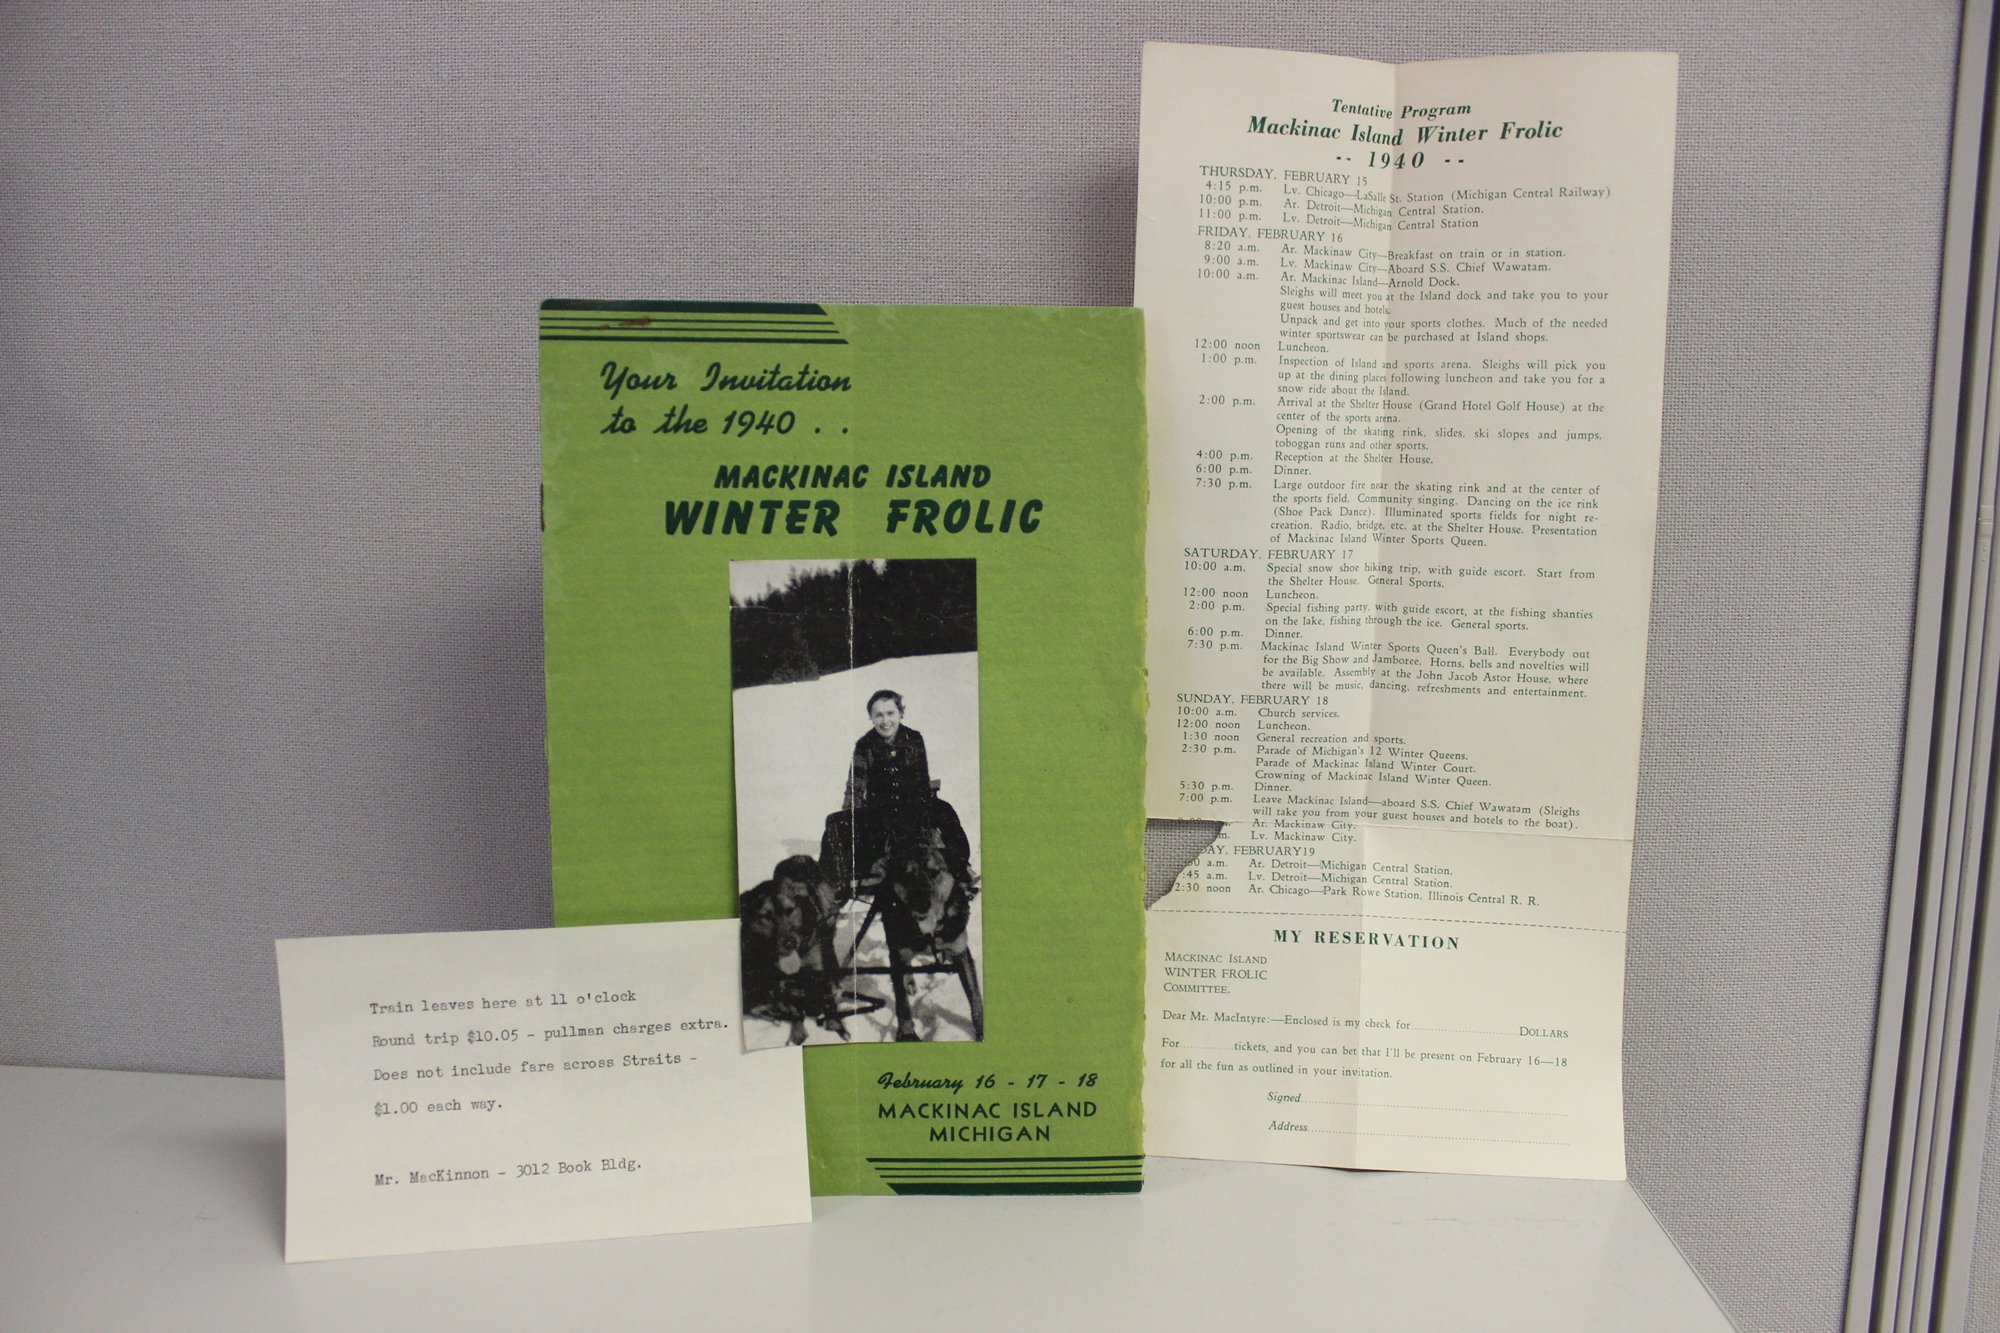 Your Invitation
to the 1940 . .
MACKINAC ISLAND
WINTER FROLIC
February 16 - 17 - 18
MACKINAC ISLAND
MICHIGAN
Train leaves here at 11 o'clock
Round trip $10.05 - pullman charges extra.
Does not include fare across Straits -
$1.00 each way.
Mr. MacKinnon - 3012 Book Bldg.
Tentative Program
Mackinac Island Winter Frolic
-- 1940 --
THURSDAY, FEBRUARY 15
4:15 p.m. Lv. Chicago—LaSalle St. Station (Michigan Central Railway)
10:00 p.m. Ar. Detroit—Michigan Central Station.
11:00 p.m. Lv. Detroit—Michigan Central Station
FRIDAY, FEBRUARY 16
8:20 a.m. Ar. Mackinaw City—Breakfast on train or in station.
9:00 a.m. Lv. Mackinaw City—Aboard S.S. Chief Wawatam.
10:00 a.m. Ar. Mackinac Island—Arnold Dock.
Sleighs will meet you at the Island dock and take you to your
guest houses and hotels.
Unpack and get into your sports clothes. Much of the needed
winter sportswear can be purchased at Island shops.
12:00 noon Luncheon.
1:00 p.m. Inspection of Island and sports arena. Sleighs will pick you
up at the dining places following luncheon and take you for a
snow ride about the Island.
2:00 p.m. Arrival at the Shelter House (Grand Hotel Golf House) at the
center of the sports arena.
Opening of the skating rink, slides, ski slopes and jumps,
toboggan runs and other sports.
4:00 p.m. Reception at the Shelter House.
6:00 p.m. Dinner.
7:30 p.m. Large outdoor fire near the skating rink and at the center of
the sports field. Community singing. Dancing on the ice rink
(Shoe Pack Dance). Illuminated sports fields for night re-
creation. Radio, bridge, etc. at the Shelter House. Presentation
of Mackinac Island Winter Sports Queen.
SATURDAY, FEBRUARY 17
10:00 a.m. Special snow shoe hiking trip, with guide escort. Start from
the Shelter House. General Sports.
12:00 noon Luncheon.
2:00 p.m. Special fishing party, with guide escort, at the fishing shanties
on the lake, fishing through the ice. General sports.
6:00 p.m. Dinner.
7:30 p.m. Mackinac Island Winter Sports Queen's Ball. Everybody out
for the Big Show and Jamboree. Horns, bells and novelties will
be available. Assembly at the John Jacob Astor House, where
there will be music, dancing, refreshments and entertainment.
SUNDAY, FEBRUARY 18
10:00 a.m. Church services.
12:00 noon Luncheon.
1:30 noon General recreation and sports.
2:30 p.m. Parade of Michigan's 12 Winter Queens.
Parade of Mackinac Island Winter Court.
Crowning of Mackinac Island Winter Queen.
5:30 p.m. Dinner.
7:00 p.m. Leave Mackinac Island—aboard S.S. Chief Wawatam (Sleighs
will take you from your guest houses and hotels to the boat).
Ar. Mackinaw City.
m. Lv. Mackinaw City.
DAY, FEBRUARY19
0 a.m. Ar. Detroit—Michigan Central Station.
:45 a.m. Lv. Detroit—Michigan Central Station.
2:30 noon Ar. Chicago—Park Rowe Station, Illinois Central R. R.
MY RESERVATION
MACKINAC ISLAND
WINTER FROLIC
COMMITTEE.
Dear Mr. MacIntyre:—Enclosed is my check for........................DOLLARS
For............ tickets, and you can bet that I'll be present on February 16—18
for all the fun as outlined in your invitation.
Signed........................
Address........................